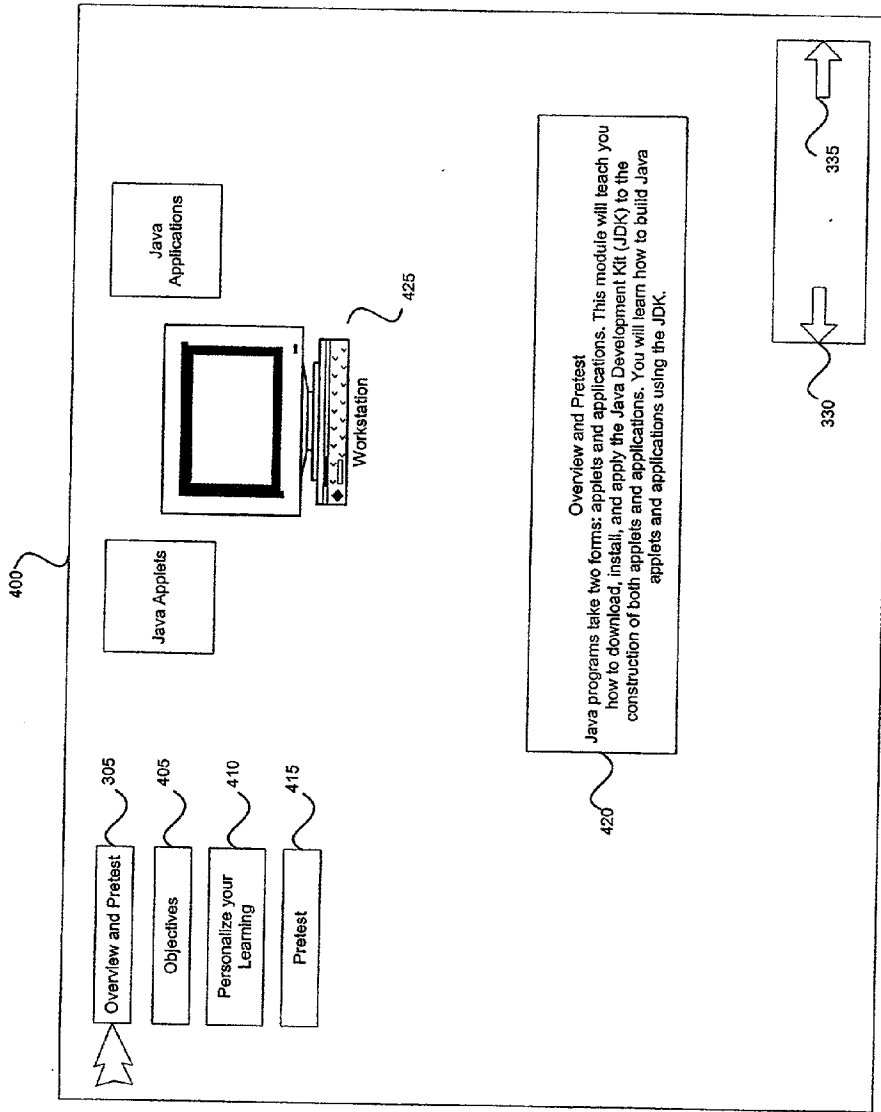 400
Overview and Pretest
305
Objectives
405
Personalize your
Learning
410
Pretest
415
Java Applets
Java
Applications
Workstation
425
Overview and Pretest
Java programs take two forms: applets and applications. This module will teach you
how to download, install, and apply the Java Development Kit (JDK) to the
construction of both applets and applications. You will learn how to build Java
applets and applications using the JDK.
420
330
335